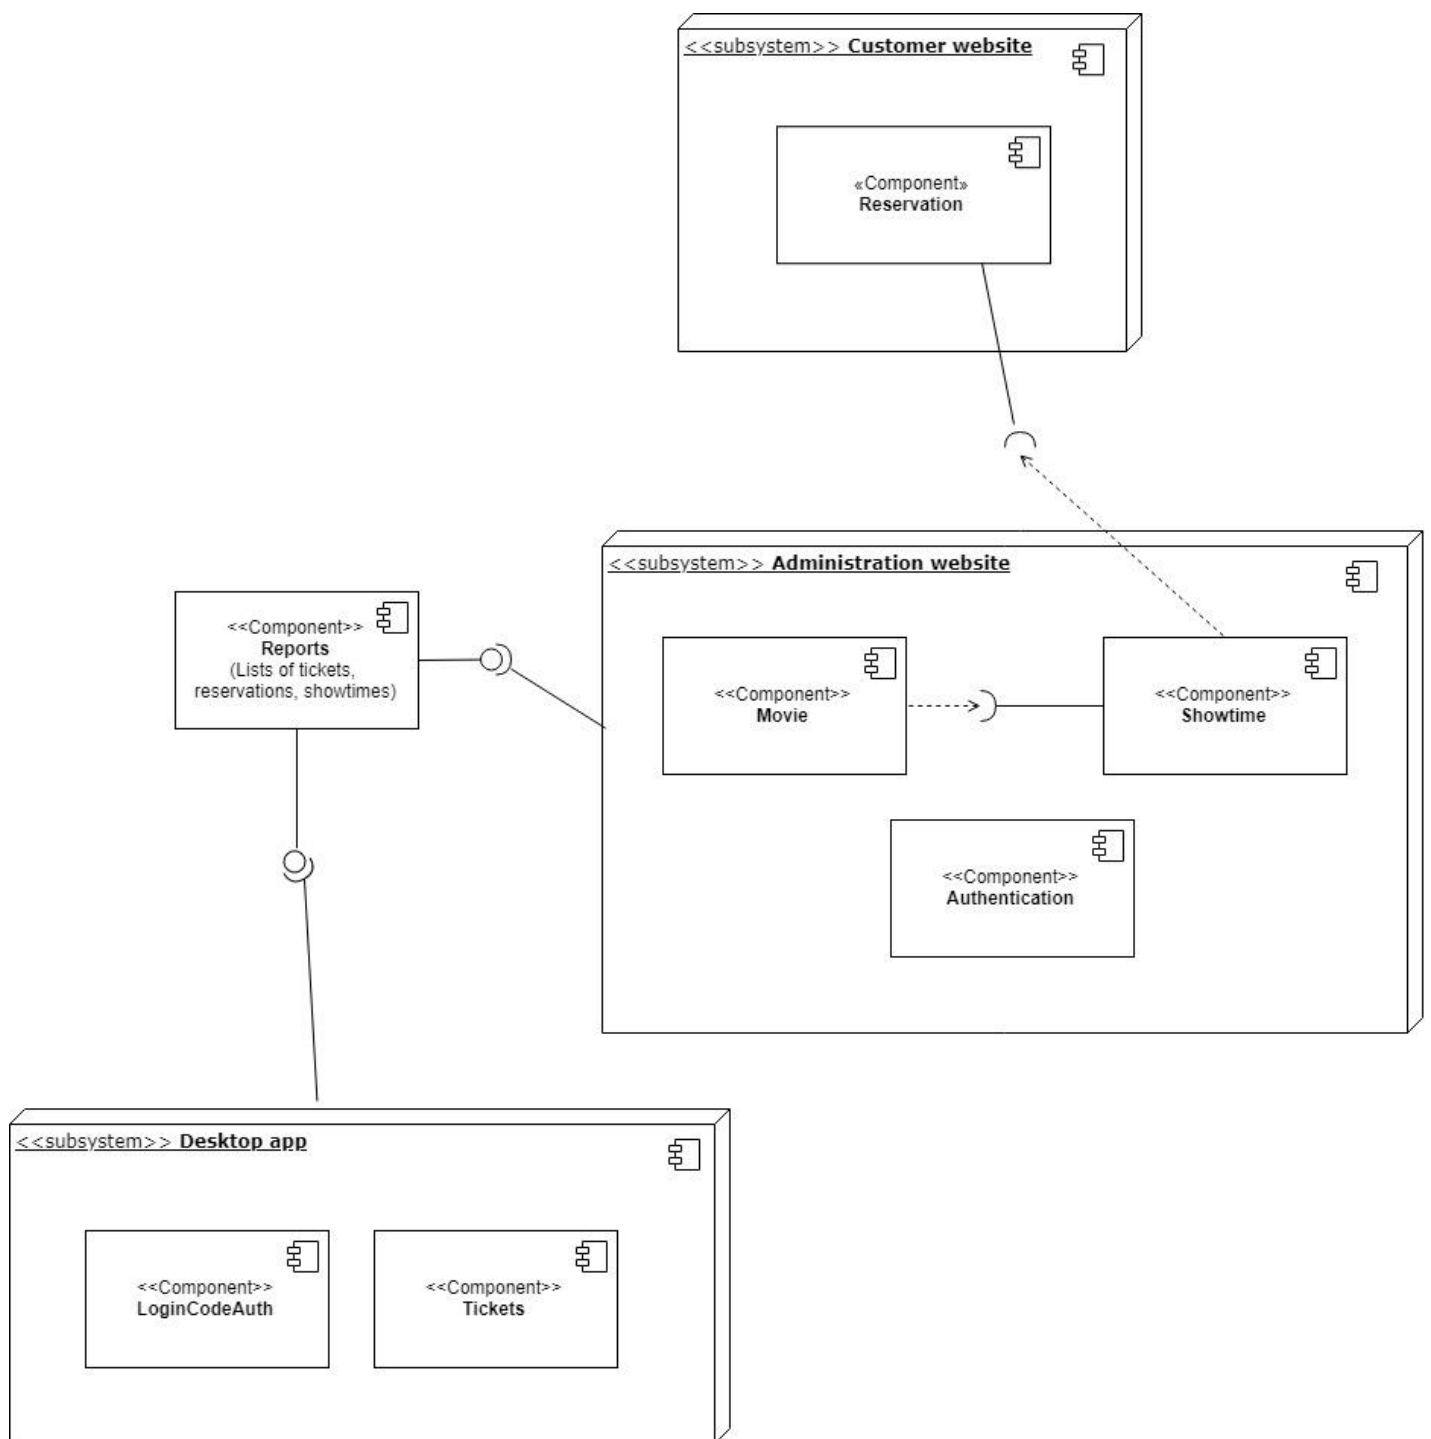 <<subsystem>> Customer website
«Component»
Reservation
<<subsystem>> Administration website
<<Component>>
Reports
(Lists of tickets,
reservations, showtimes)
<<Component>>
Movie
<<Component>>
Showtime
<<Component>>
Authentication
<<subsystem>> Desktop app
<<Component>>
LoginCodeAuth
<<Component>>
Tickets